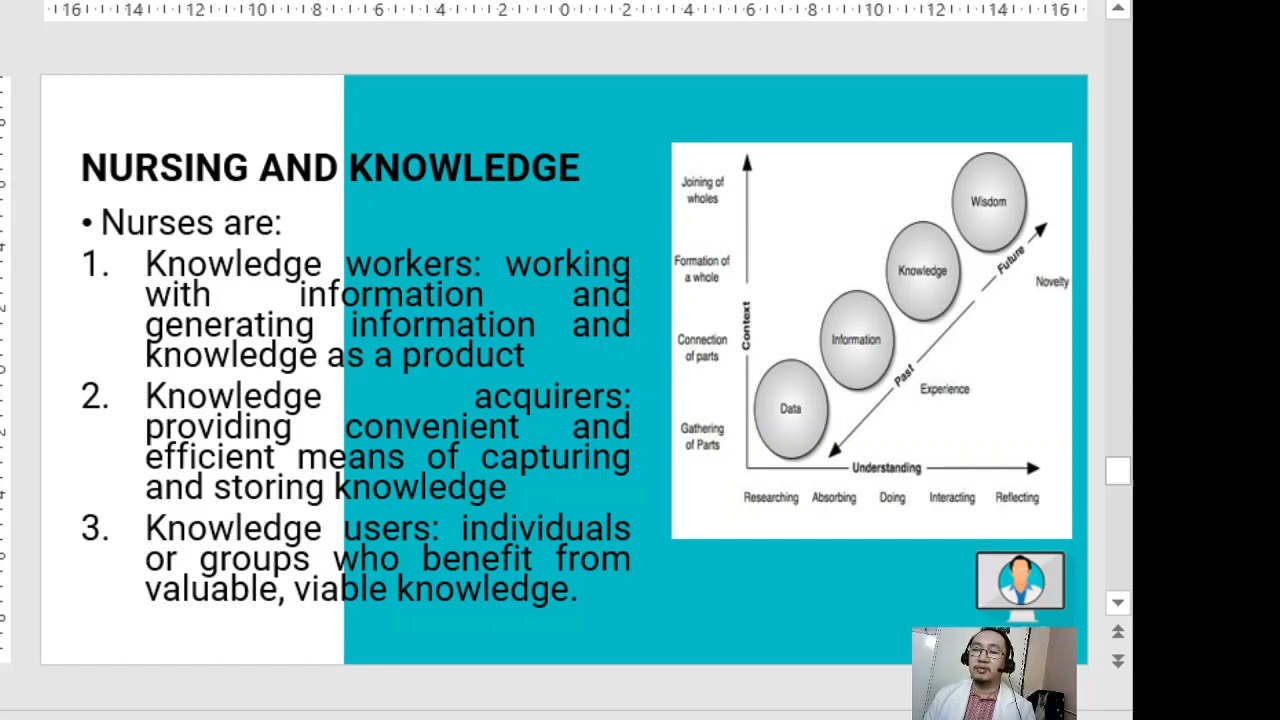 16 14 12 10 8 6 4 2 0 2 4 6 8 10 12 14 16
NURSING AND KNOWLEDGE
• Nurses are:
1. Knowledge workers: working
with information and
generating information and
knowledge as a product
2. Knowledge acquirers:
providing convenient and
efficient means of capturing
and storing knowledge
3. Knowledge users: individuals
or groups who benefit from
valuable, viable knowledge.
Joining of
wholes
Formation of
a whole
Connection
of parts
Gathering
of Parts
Context
Wisdom
Knowledge
Information
Data
Future
Novelty
Past
Experience
Understanding
Researching Absorbing Doing Interacting Reflecting